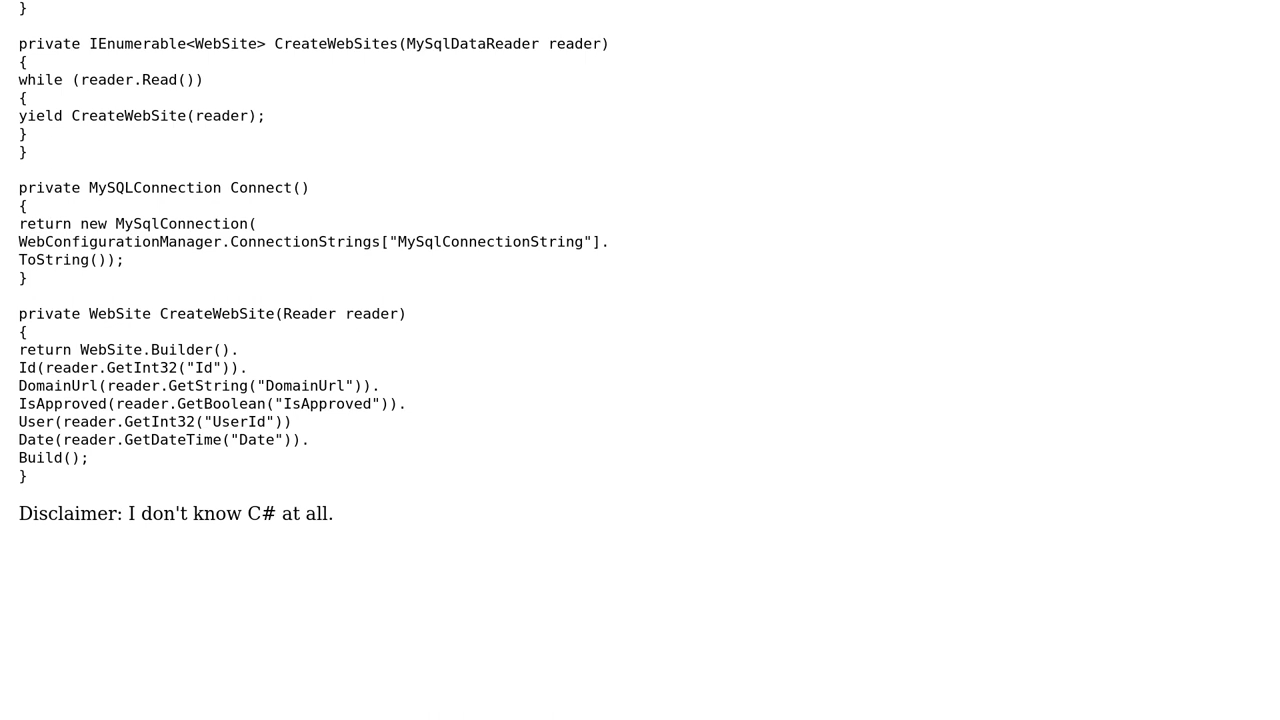 }
private IEnumerable<WebSite> CreateWebSites(MySqlDataReader reader)
{
while (reader.Read())
{
yield CreateWebSite(reader);
}
}
private MySQLConnection Connect()
{
return new MySqlConnection(
WebConfigurationManager.ConnectionStrings["MySqlConnectionString"].
ToString());
}
private WebSite CreateWebSite(Reader reader)
{
return WebSite.Builder().
Id(reader.GetInt32("Id")).
DomainUrl(reader.GetString("DomainUrl")).
IsApproved(reader.GetBoolean("IsApproved")).
User(reader.GetInt32("UserId"))
Date(reader.GetDateTime("Date")).
Build();
}
Disclaimer: I don't know C# at all.